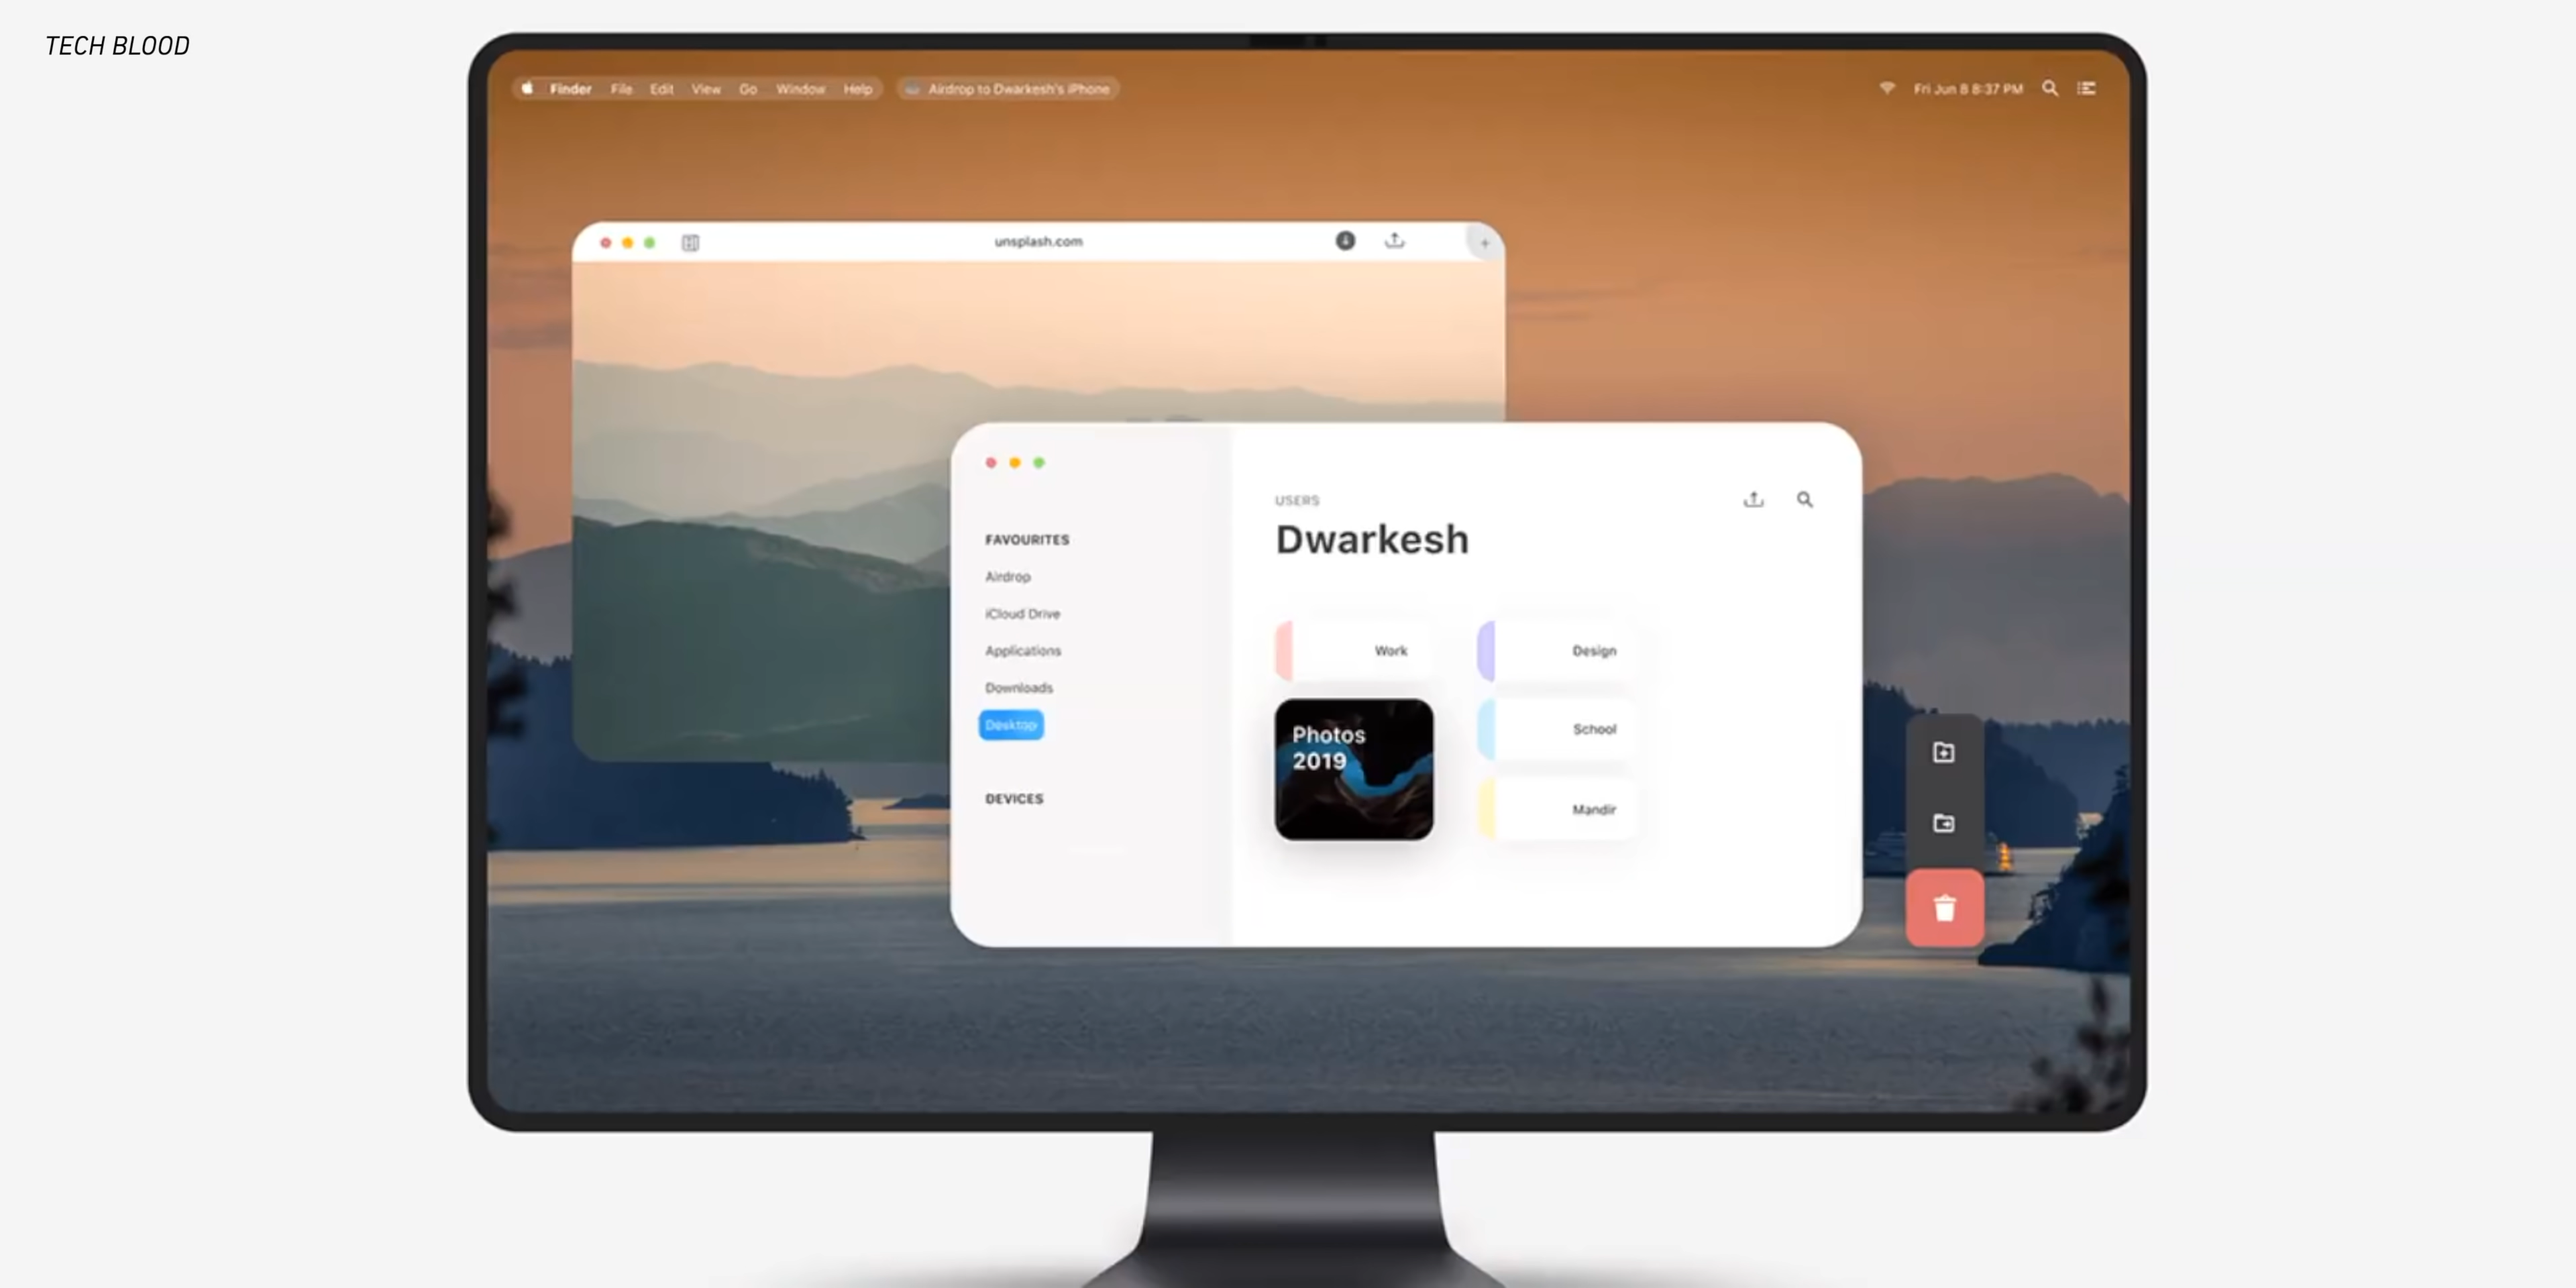 TECH BLOOD
Finder File Edit View Go Window Help Airdrop to Dwarkesh's iPhone
Fri Jun 8 8:37 PM
unsplash.com
USERS
Dwarkesh
FAVOURITES
Airdrop
iCloud Drive
Applications
Downloads
Desktop
DEVICES
Work
Design
Photos
2019
School
Mandir